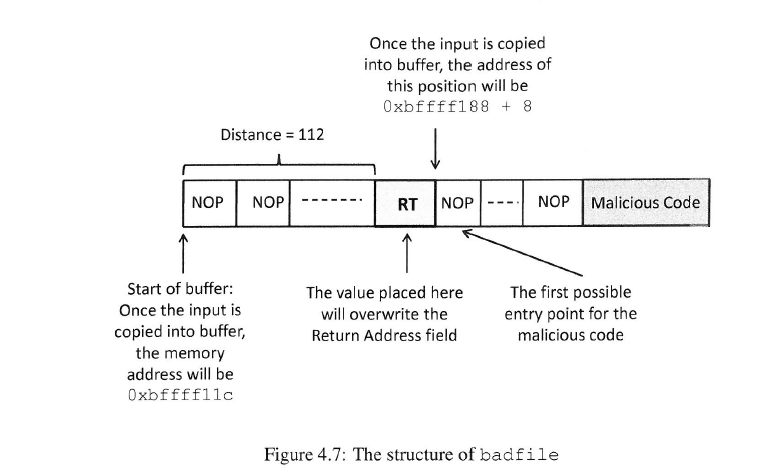 Once the input is copied
into buffer, the address of
this position will be
0xbffff188 + 8
Distance = 112
NOP NOP -------- RT NOP ---- NOP Malicious Code
Start of buffer:
Once the input is
copied into buffer,
the memory
address will be
0xbffff11c
The value placed here
will overwrite the
Return Address field
The first possible
entry point for the
malicious code
Figure 4.7: The structure of badfile